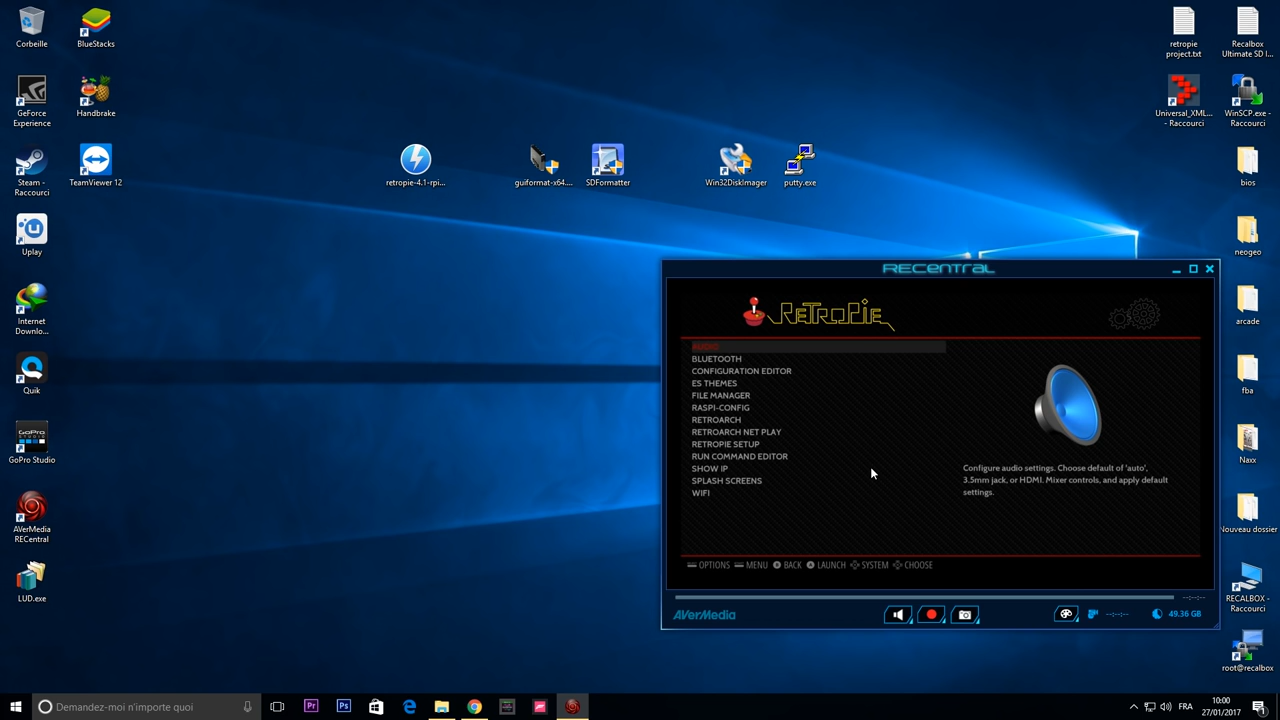 Corbeille
BlueStacks
GeForce
Experience
Handbrake
Steam -
Raccourci
TeamViewer 12
Uplay
Internet
Downlo...
Quik
GoPro Studio
AVerMedia
RECentral
LUD.exe
retropie-4.1-rpi...
guiformat-x64....
SDFormatter
Win32DiskImager
putty.exe
retropie
project.txt
Recalbox
Ultimate SD I...
Universal_XML...
- Raccourci
WinSCP.exe -
Raccourci
bios
neogeo
arcade
fba
Naxx
Nouveau dossier
RECALBOX -
Raccourci
root@recalbox
RECENTRAL
RETROPIE
AUDIO
BLUETOOTH
CONFIGURATION EDITOR
ES THEMES
FILE MANAGER
RASPI-CONFIG
RETROARCH
RETROARCH NET PLAY
RETROPIE SETUP
RUN COMMAND EDITOR
SHOW IP
SPLASH SCREENS
WIFI
Configure audio settings. Choose default of 'auto',
3.5mm jack, or HDMI. Mixer controls, and apply default
settings.
OPTIONS MENU BACK LAUNCH SYSTEM CHOOSE
--:--:--
AVerMedia
--:--:--
49.36 GB
Demandez-moi n'importe quoi
Pr
Ps
FRA
10:00
27/01/2017